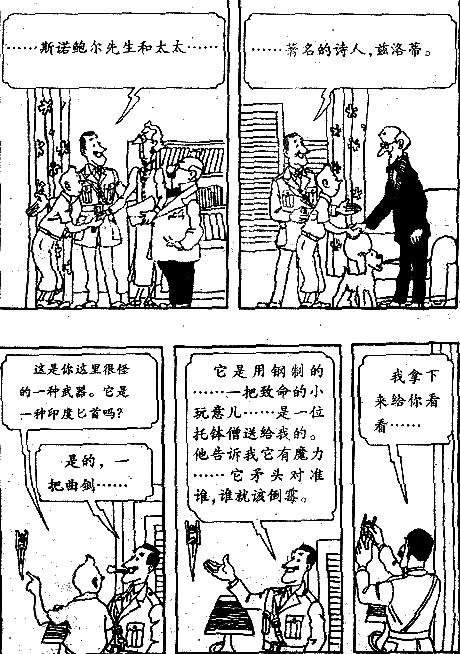 ……斯诺鲍尔先生和太太……
……著名的诗人,兹洛蒂。
这是你这里很怪
的一种武器。它是
一种印度匕首吗?
是的,一
把曲剑……
它是用钢制的
……一把致命的小
玩意儿……是一位
托钵僧送给我的。
他告诉我它有魔力
……它矛头对准
谁,谁就该倒霉。
我拿下
来给你看
看……